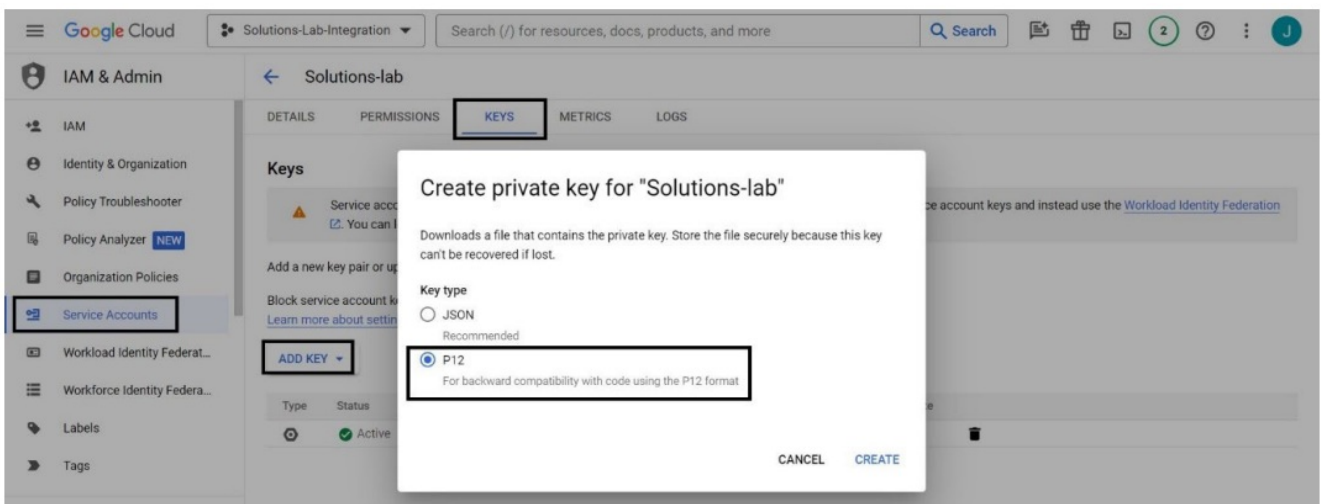 Google Cloud
Solutions-Lab-Integration
Search (/) for resources, docs, products, and more
Search
2
J
IAM & Admin
Solutions-lab
IAM
Identity & Organization
Policy Troubleshooter
Policy Analyzer NEW
Organization Policies
Service Accounts
Workload Identity Federat...
Workforce Identity Federa...
Labels
Tags
DETAILS PERMISSIONS KEYS METRICS LOGS
Keys
Service acc
ce account keys and instead use the Workload Identity Federation
. You can
Add a new key pair or up
Block service account
Learn more about settin
ADD KEY
Type Status
Active
Create private key for "Solutions-lab"
Downloads a file that contains the private key. Store the file securely because this key
can't be recovered if lost.
Key type
JSON
Recommended
P12
For backward compatibility with code using the P12 format
CANCEL CREATE